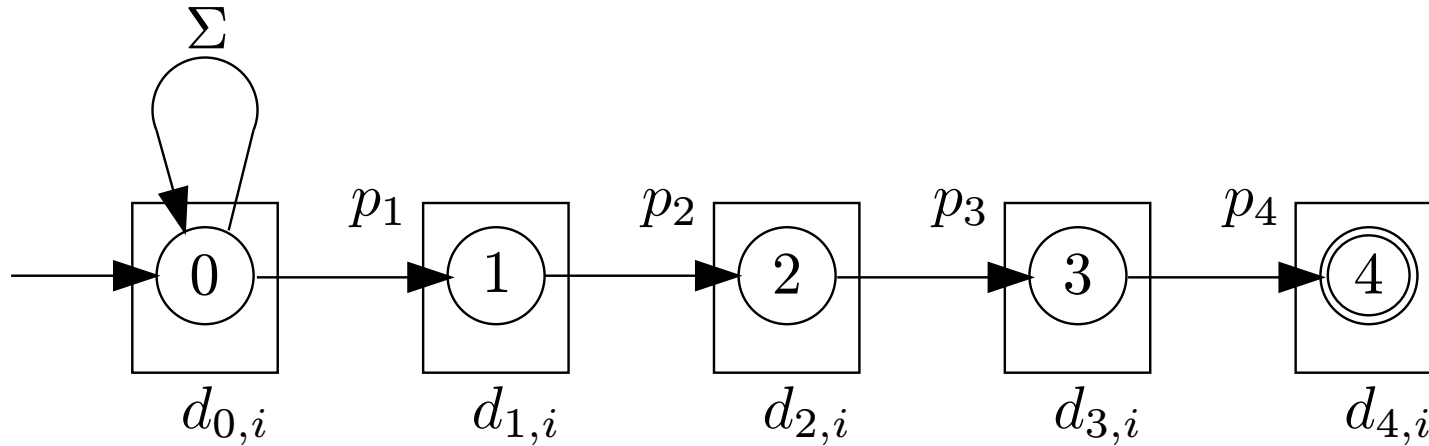 Σ
p₁ p₂ p₃ p₄
0 1 2 3 4
d₀,ᵢ d₁,ᵢ d₂,ᵢ d₃,ᵢ d₄,ᵢ